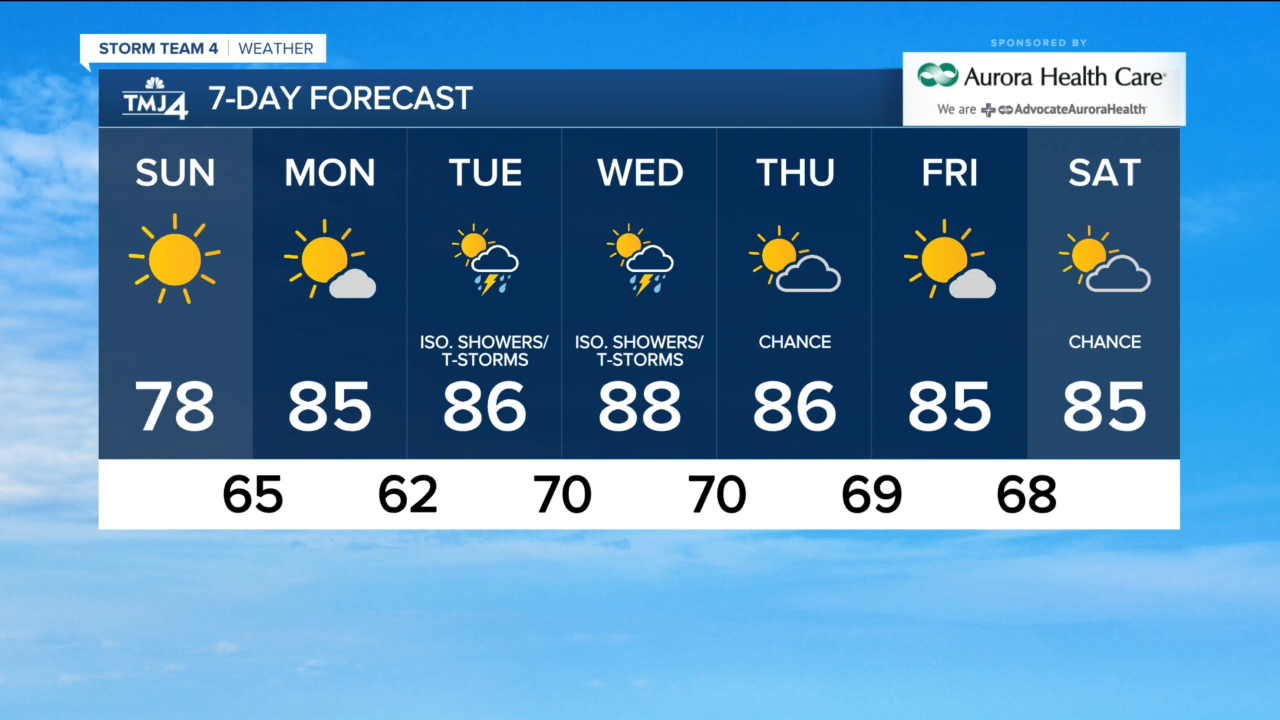 STORM TEAM 4 | WEATHER
SPONSORED BY
Aurora Health Care®
We are AdvocateAuroraHealth
TMJ4 7-DAY FORECAST
SUN MON TUE WED THU FRI SAT
ISO. SHOWERS/ ISO. SHOWERS/ CHANCE CHANCE
T-STORMS T-STORMS
78 85 86 88 86 85 85
65 62 70 70 69 68